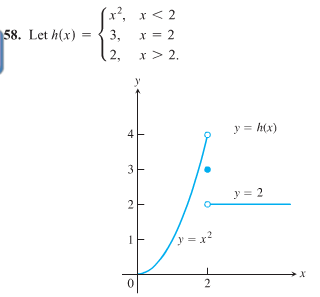 x², x < 2
58. Let h(x) = { 3, x = 2
2, x > 2.
y
4
y = h(x)
3
y = 2
2
1
y = x²
0
2
x